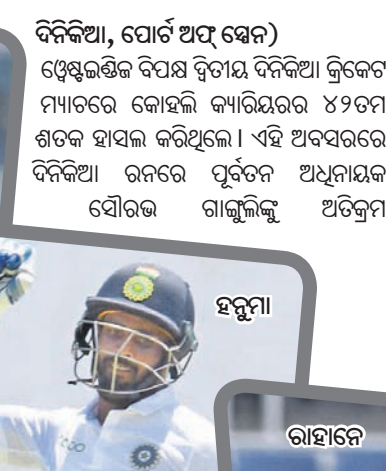 ଦିନିକିଆ, ପୋର୍ଟ ଅଫ୍ ସ୍ପେନ)
ୱେଷ୍ଟଇଣ୍ଡିଜ ବିପକ୍ଷ ଦ୍ୱିତୀୟ ଦିନିକିଆ କ୍ରିକେଟ
ମ୍ୟାଚରେ କୋହଲି କ୍ୟାରିୟରର ୪୨ତମ
ଶତକ ହାସଲ କରିଥିଲେ। ଏହି ଅବସରରେ
ଦିନିକିଆ ରନରେ ପୂର୍ବତନ ଅଧିନାୟକ
ସୌରଭ ଗାଙ୍ଗୁଲିଙ୍କୁ ଅତିକ୍ରମ
ହନୁମା
ରାହାନେ